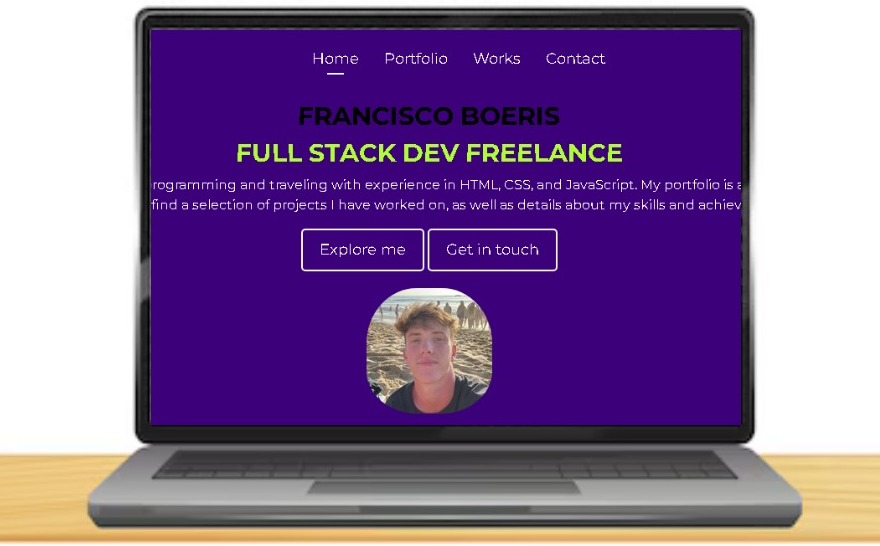 Home Portfolio Works Contact
FRANCISCO BOERIS
FULL STACK DEV FREELANCE
rogramming and traveling with experience in HTML, CSS, and JavaScript. My portfolio is a
find a selection of projects I have worked on, as well as details about my skills and achiev
Explore me Get in touch